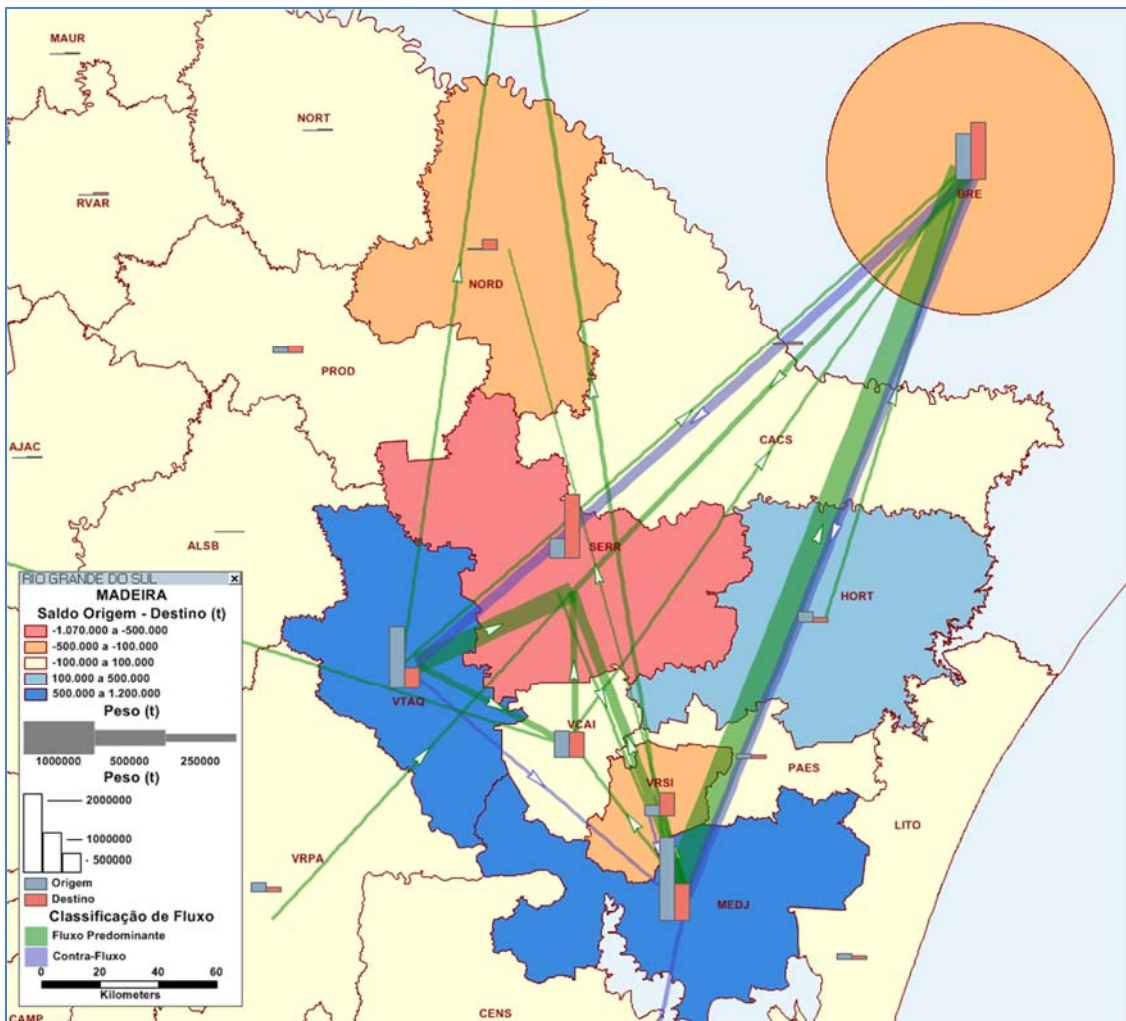 MAUR
NORT
RVAR
BRE
NORD
PROD
CACS
AJAC
ALSB
SERR
HORT
VTAQ
VCAI
VRSI
PAES
LITO
VRPA
MEDJ
CENS
CAMP
RIO GRANDE DO SUL
MADEIRA
Saldo Origem - Destino (t)
-1.070.000 a -500.000
-500.000 a -100.000
-100.000 a 100.000
100.000 a 500.000
500.000 a 1.200.000
Peso (t)
1000000 500000 250000
Peso (t)
2000000
1000000
500000
Origem
Destino
Classificação de Fluxo
Fluxo Predominante
Contra-Fluxo
0 20 40 60
Kilometers